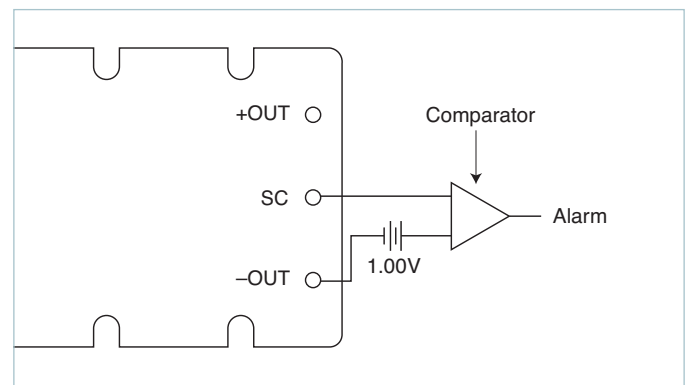 +OUT
Comparator
SC
Alarm
1.00V
–OUT